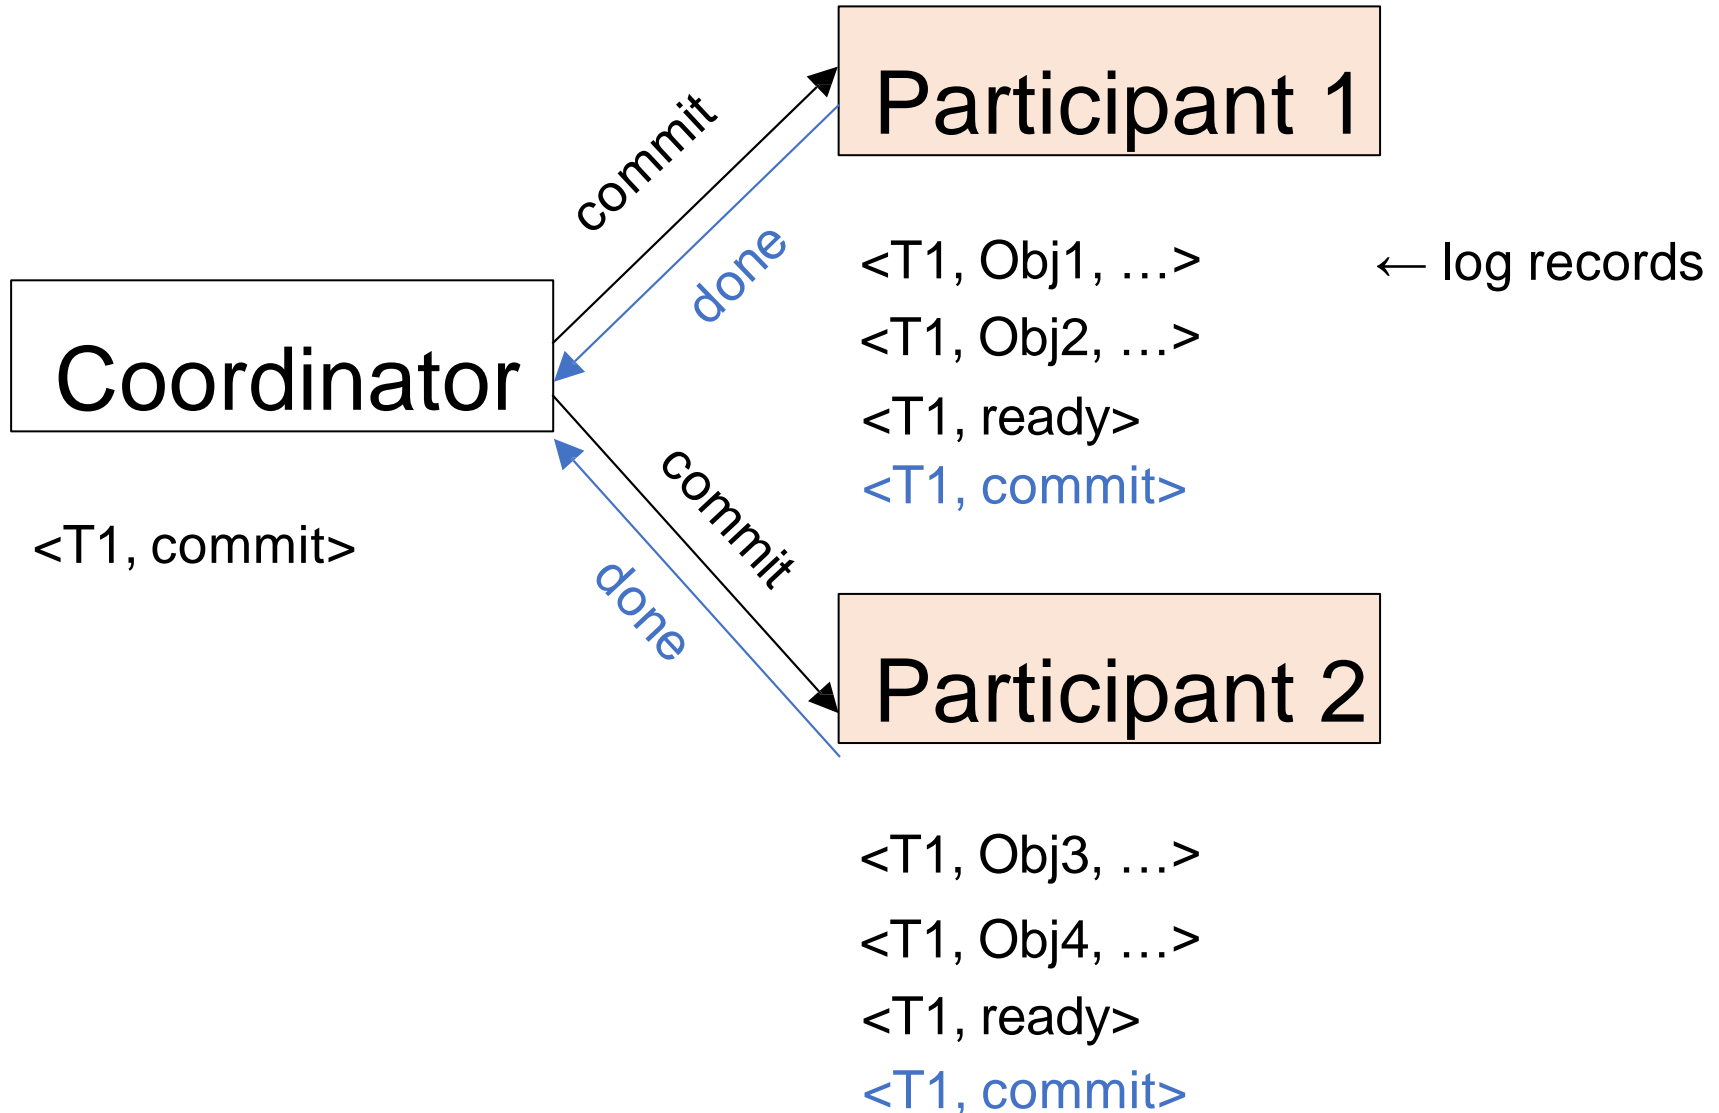 Participant 1
commit
done
<T1, Obj1, …>
← log records
<T1, Obj2, …>
<T1, ready>
<T1, commit>
Coordinator
<T1, commit>
commit
done
Participant 2
<T1, Obj3, …>
<T1, Obj4, …>
<T1, ready>
<T1, commit>